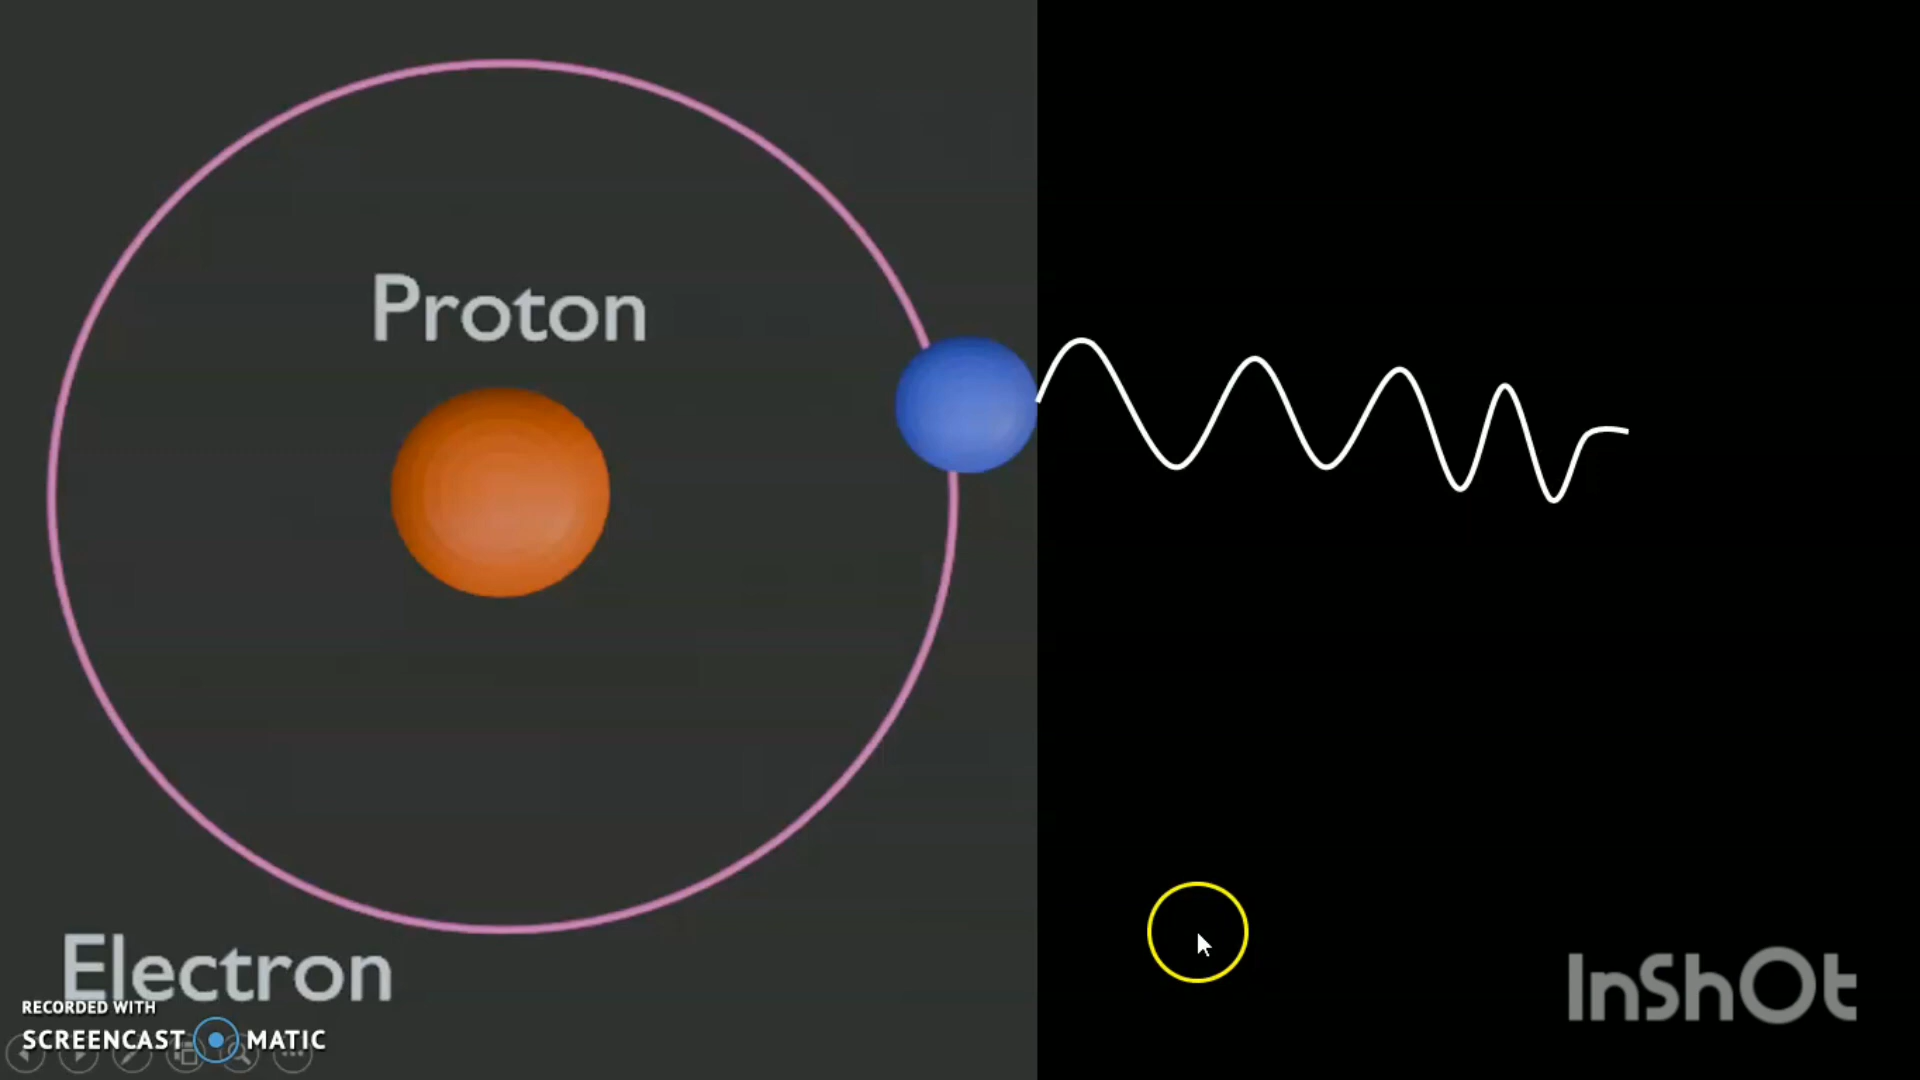 Proton
Electron
RECORDED WITH
SCREENCAST MATIC
InShOt